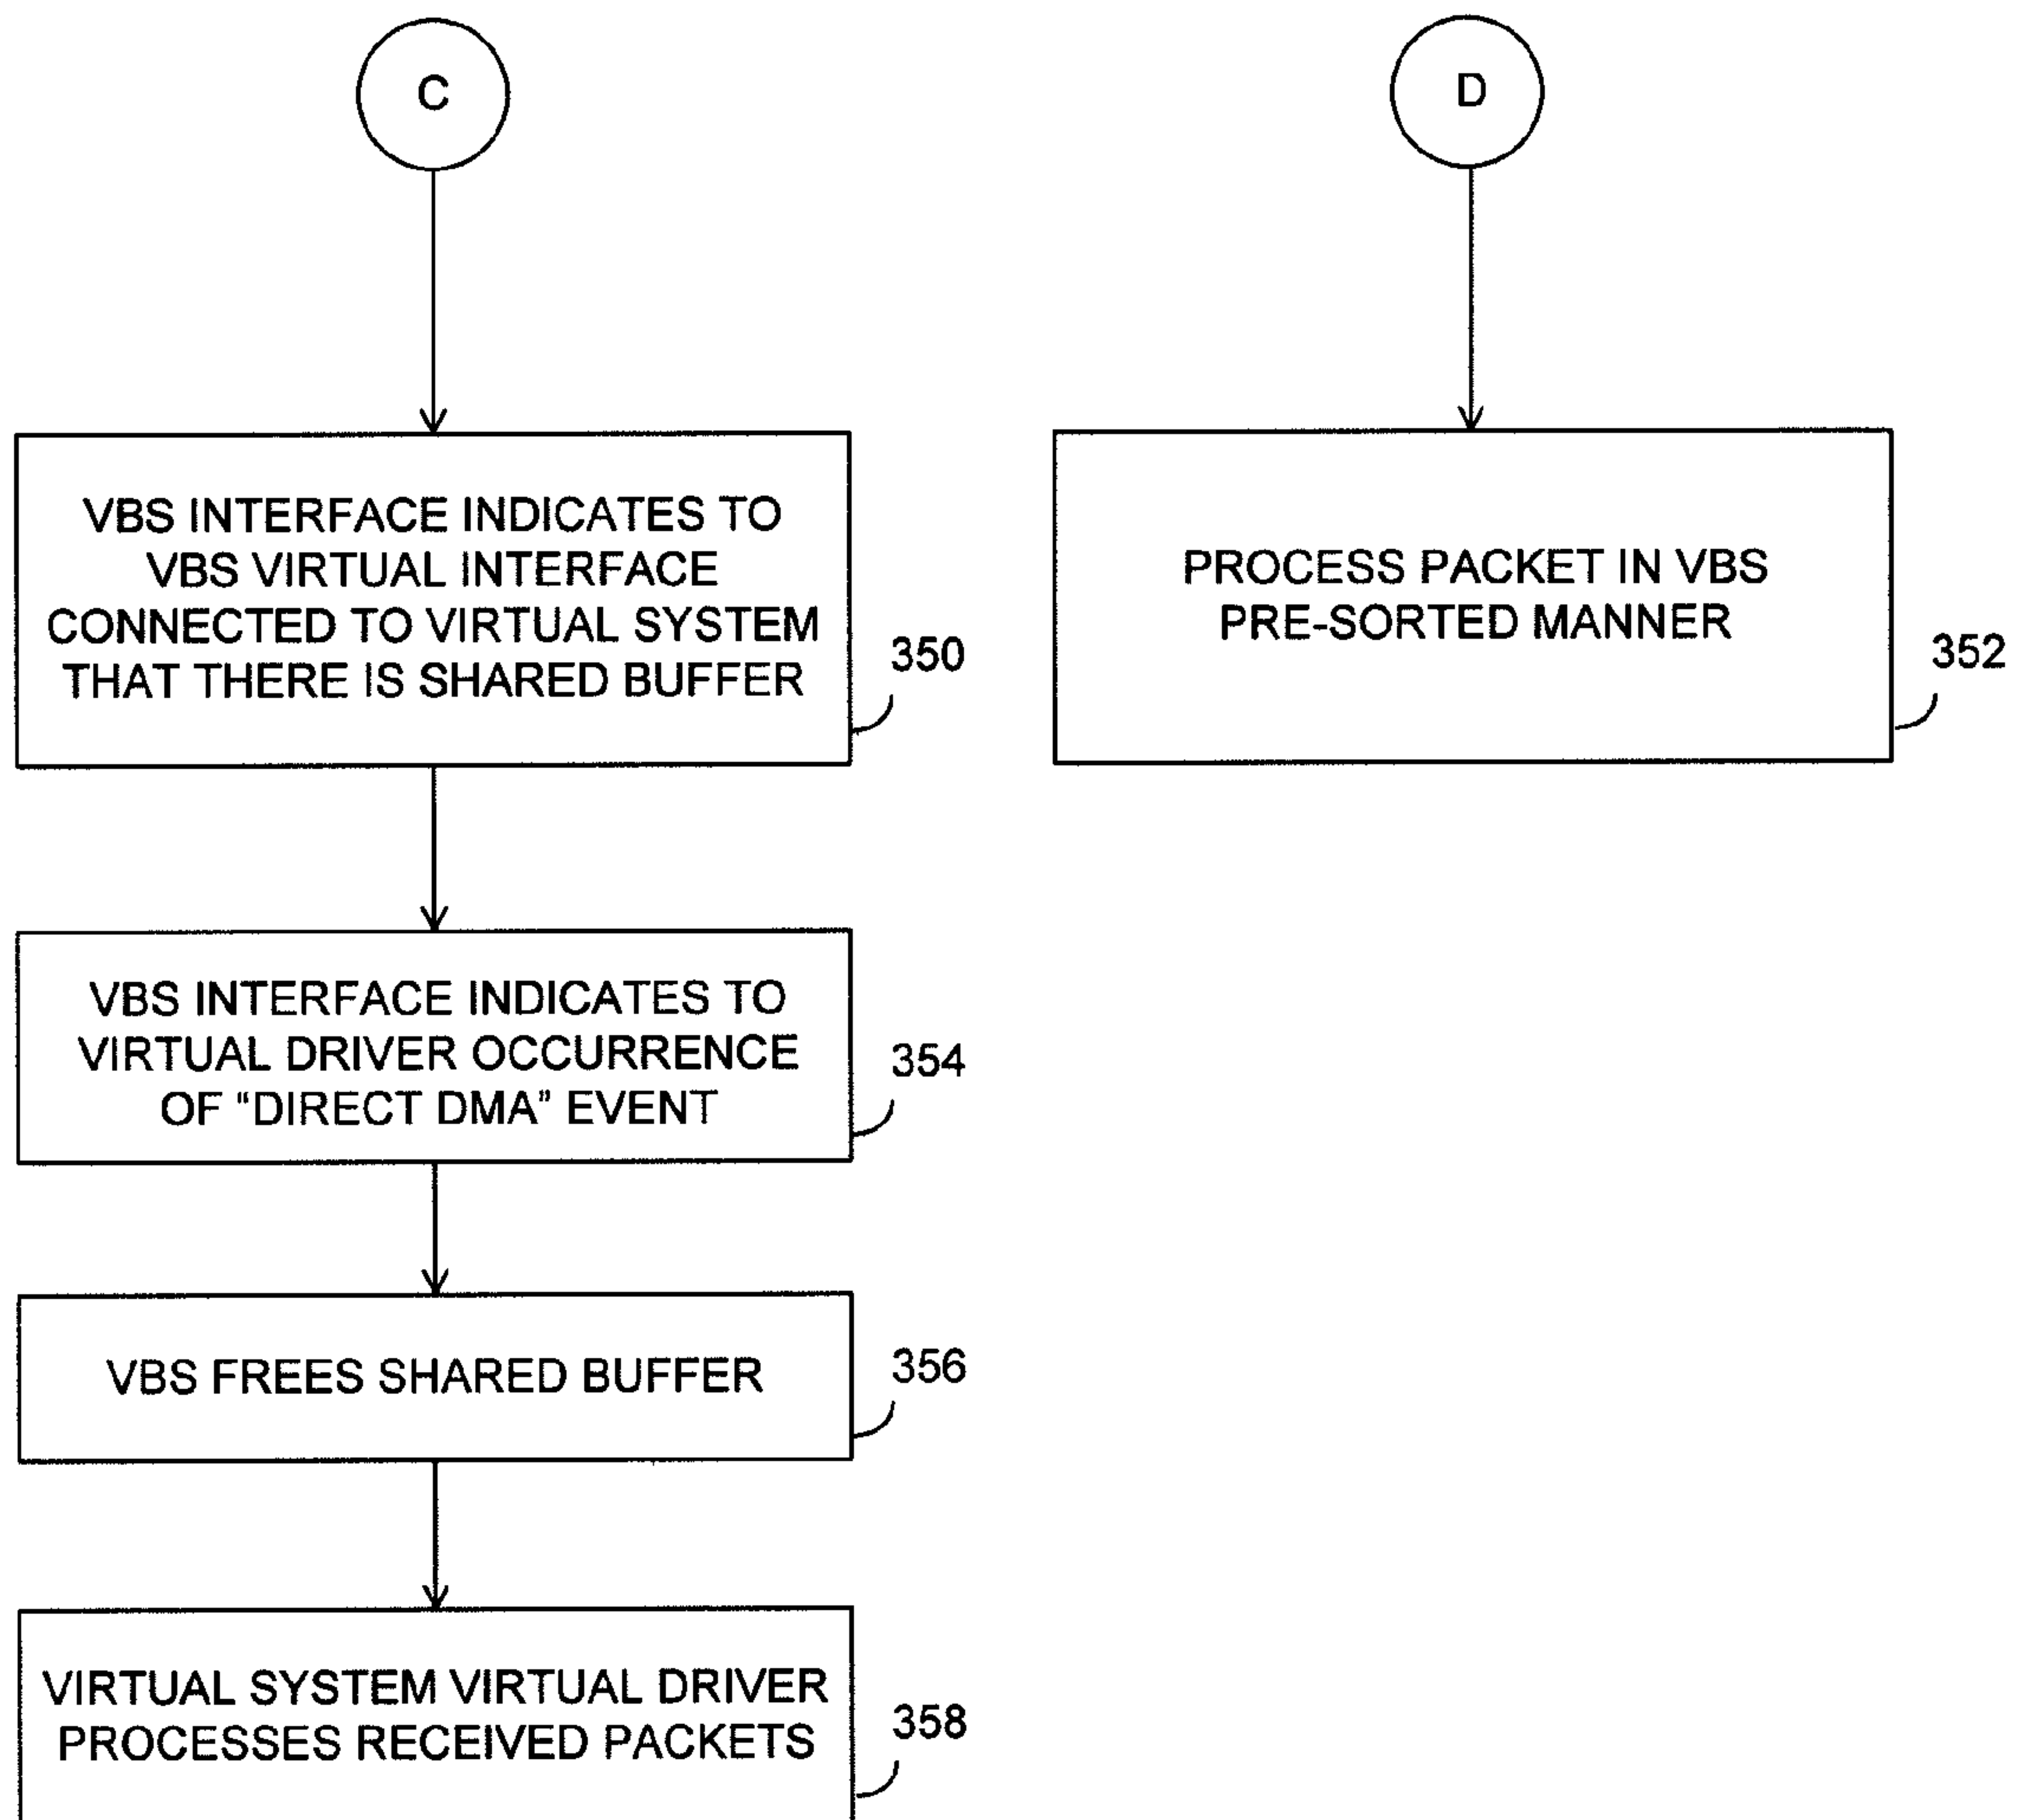 C
VBS INTERFACE INDICATES TO
VBS VIRTUAL INTERFACE
CONNECTED TO VIRTUAL SYSTEM
THAT THERE IS SHARED BUFFER
350
VBS INTERFACE INDICATES TO
VIRTUAL DRIVER OCCURRENCE
OF “DIRECT DMA” EVENT
354
VBS FREES SHARED BUFFER
356
VIRTUAL SYSTEM VIRTUAL DRIVER
PROCESSES RECEIVED PACKETS
358
D
PROCESS PACKET IN VBS
PRE-SORTED MANNER
352